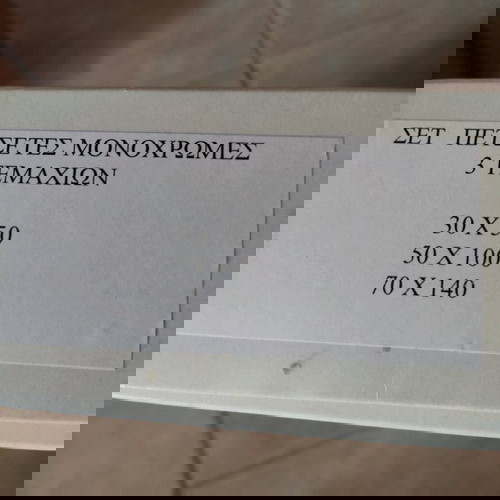 ΣΕΤ ΠΕΤΣΕΤΕΣ ΜΟΝΟΧΡΩΜΕΣ
3 ΤΕΜΑΧΙΩΝ
30 X 50
50 X 100
70 X 140